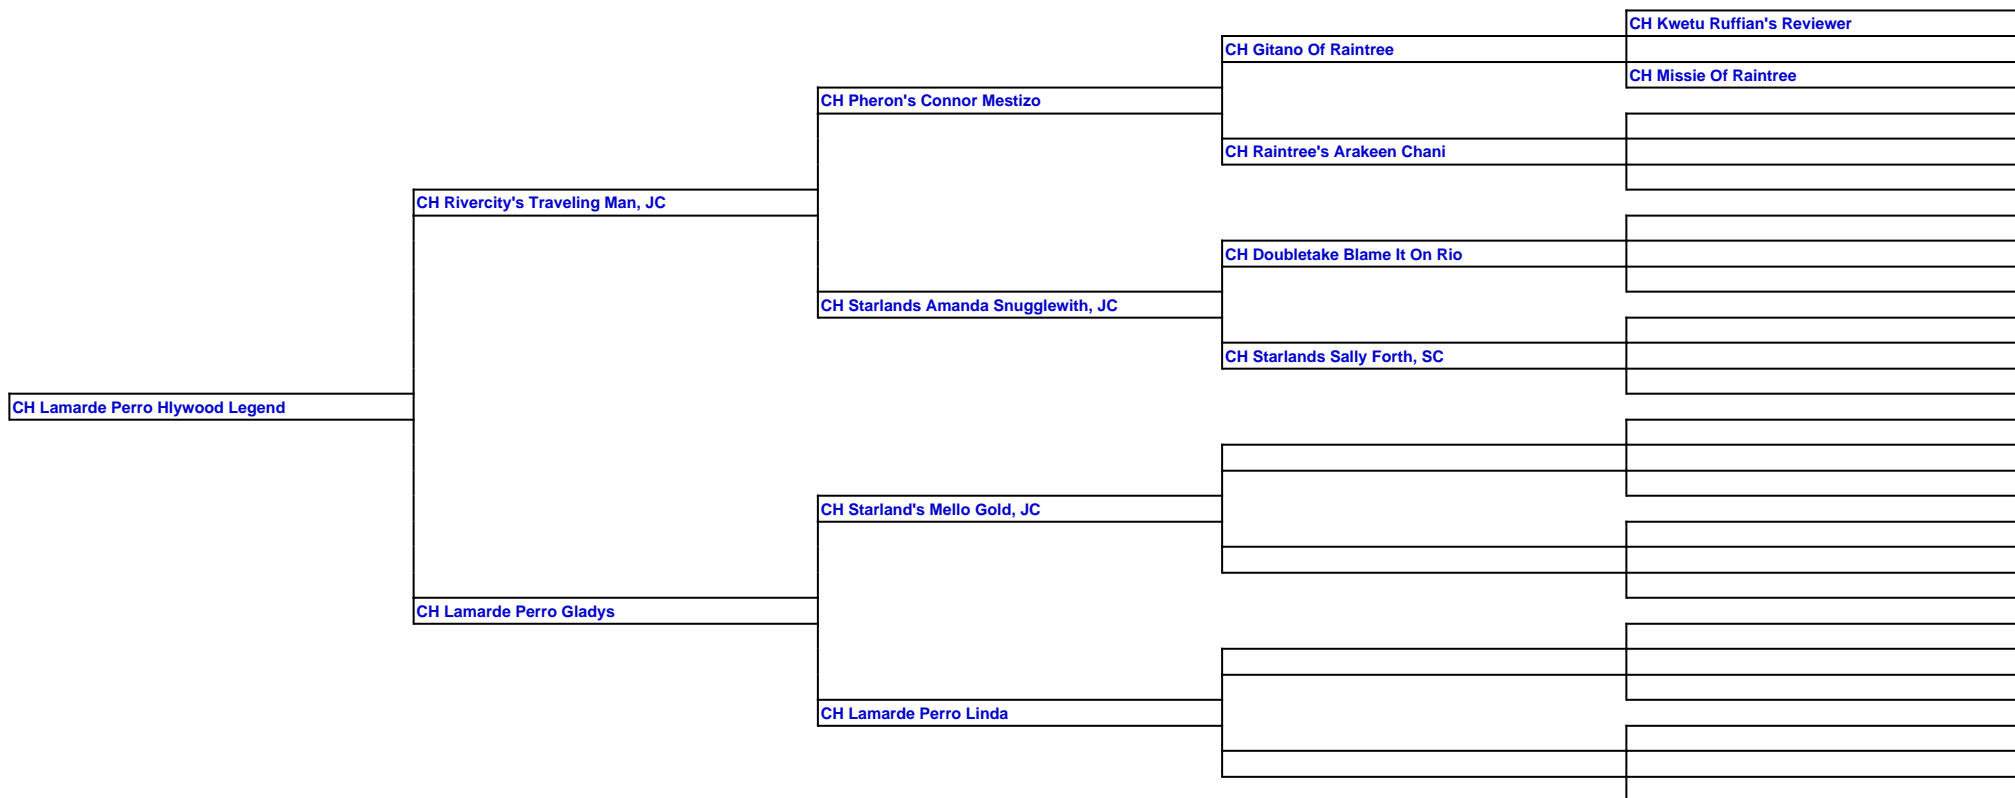 CH Kwetu Ruffian's Reviewer
CH Gitano Of Raintree
CH Missie Of Raintree
CH Pheron's Connor Mestizo
CH Raintree's Arakeen Chani
CH Rivercity's Traveling Man, JC
CH Doubletake Blame It On Rio
CH Starlands Amanda Snugglewith, JC
CH Starlands Sally Forth, SC
CH Lamarde Perro Hlywood Legend
CH Starland's Mello Gold, JC
CH Lamarde Perro Gladys
CH Lamarde Perro Linda